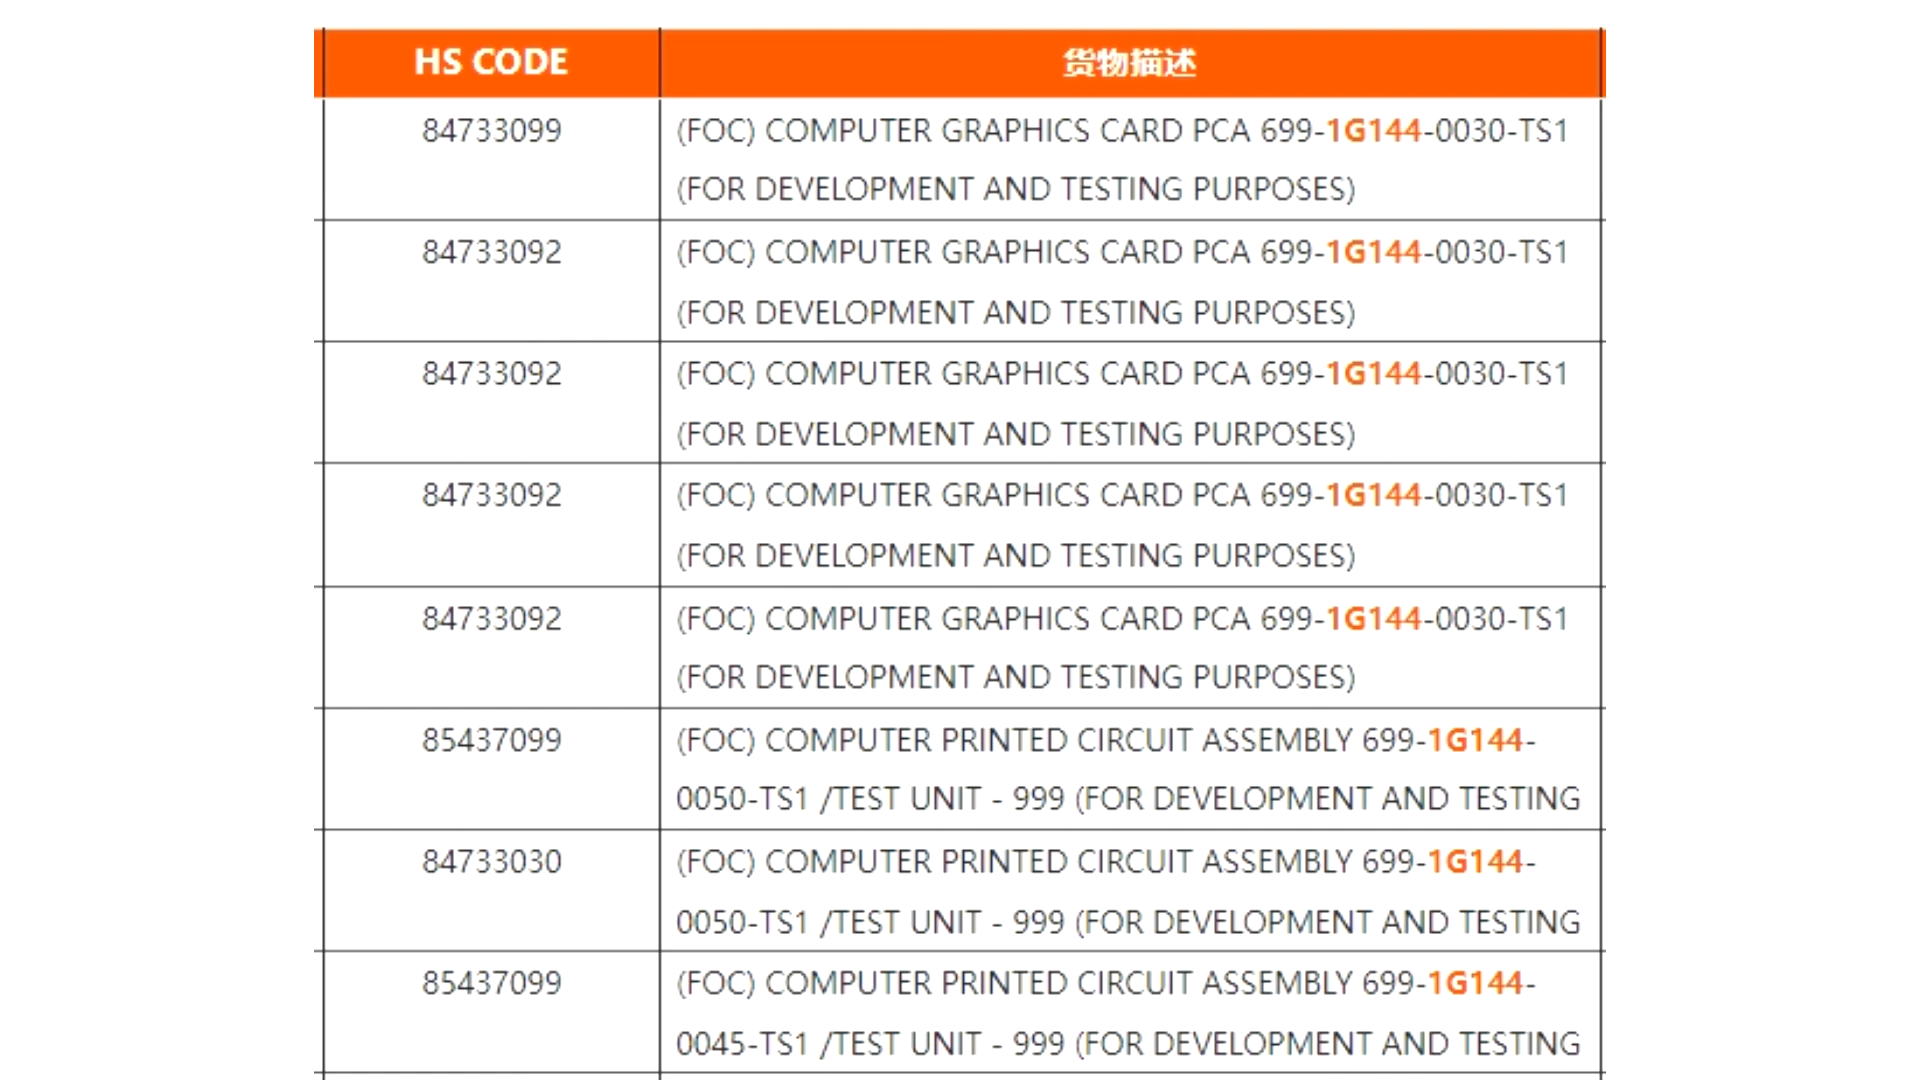 HS CODE
货物描述
84733099
(FOC) COMPUTER GRAPHICS CARD PCA 699-1G144-0030-TS1
(FOR DEVELOPMENT AND TESTING PURPOSES)
84733092
(FOC) COMPUTER GRAPHICS CARD PCA 699-1G144-0030-TS1
(FOR DEVELOPMENT AND TESTING PURPOSES)
84733092
(FOC) COMPUTER GRAPHICS CARD PCA 699-1G144-0030-TS1
(FOR DEVELOPMENT AND TESTING PURPOSES)
84733092
(FOC) COMPUTER GRAPHICS CARD PCA 699-1G144-0030-TS1
(FOR DEVELOPMENT AND TESTING PURPOSES)
84733092
(FOC) COMPUTER GRAPHICS CARD PCA 699-1G144-0030-TS1
(FOR DEVELOPMENT AND TESTING PURPOSES)
85437099
(FOC) COMPUTER PRINTED CIRCUIT ASSEMBLY 699-1G144-
0050-TS1 /TEST UNIT - 999 (FOR DEVELOPMENT AND TESTING
84733030
(FOC) COMPUTER PRINTED CIRCUIT ASSEMBLY 699-1G144-
0050-TS1 /TEST UNIT - 999 (FOR DEVELOPMENT AND TESTING
85437099
(FOC) COMPUTER PRINTED CIRCUIT ASSEMBLY 699-1G144-
0045-TS1 /TEST UNIT - 999 (FOR DEVELOPMENT AND TESTING